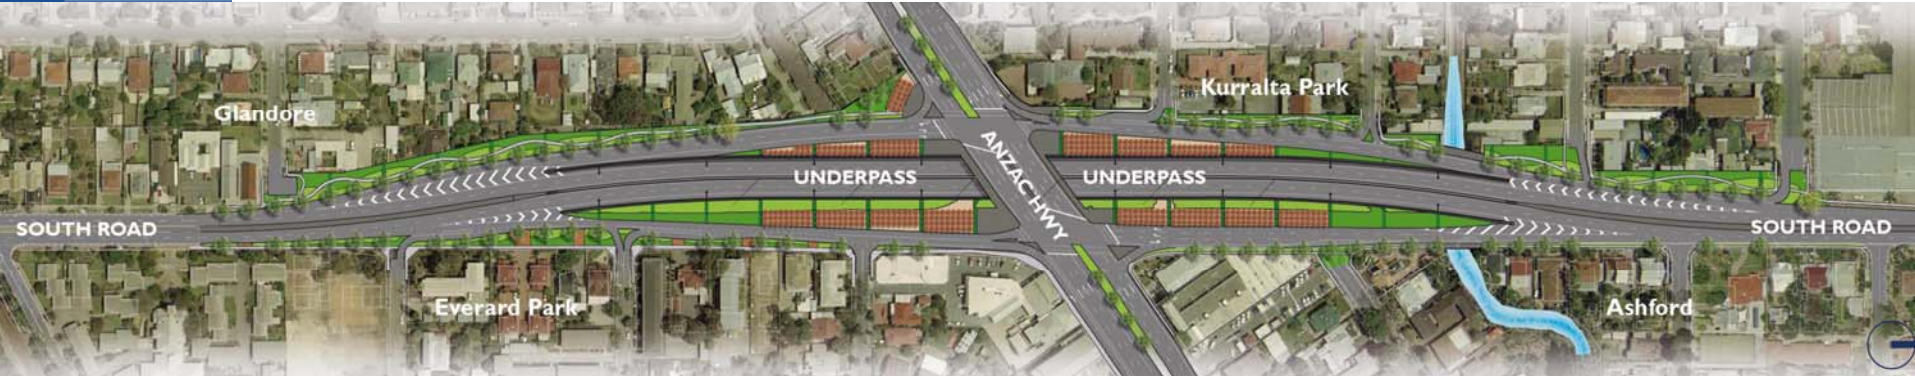 Glandore
Kurralta Park
ANZAC HWY
UNDERPASS
UNDERPASS
SOUTH ROAD
SOUTH ROAD
Everard Park
Ashford